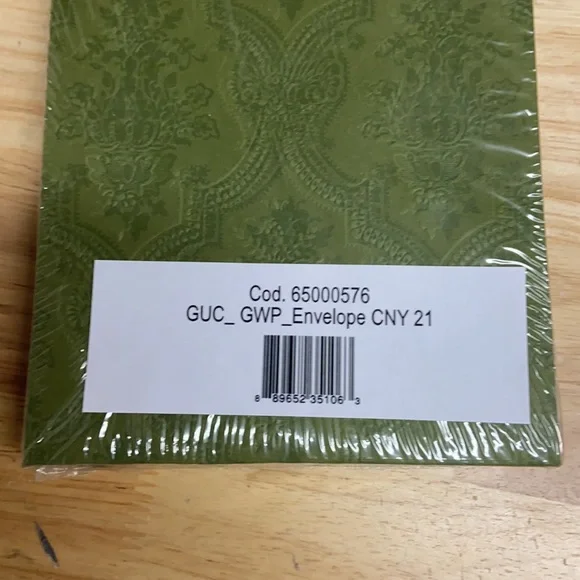 Cod. 65000576
GUC_ GWP_Envelope CNY 21
8 89652 35106 3